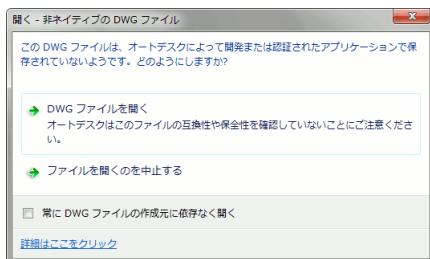 開く - 非ネイティブの DWG ファイル
この DWG ファイルは、オートデスクによって開発または認証されたアプリケーションで保
存されていないようです。どのようにしますか?
DWG ファイルを開く
オートデスクはこのファイルの互換性や保全性を確認していないことにご注意くださ
い。
ファイルを開くのを中止する
常に DWG ファイルの作成元に依存なく開く
詳細はここをクリック